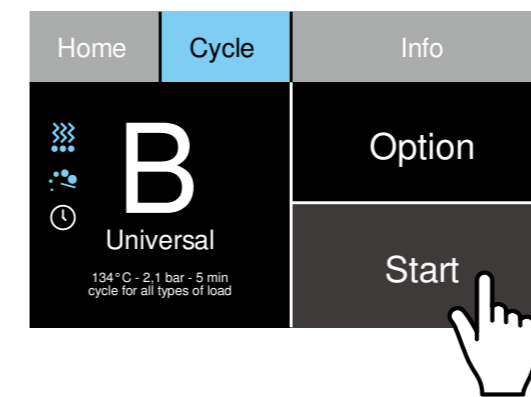 Home
Cycle
Info
B
Universal
134°C - 2,1 bar - 5 min
cycle for all types of load
Option
Start